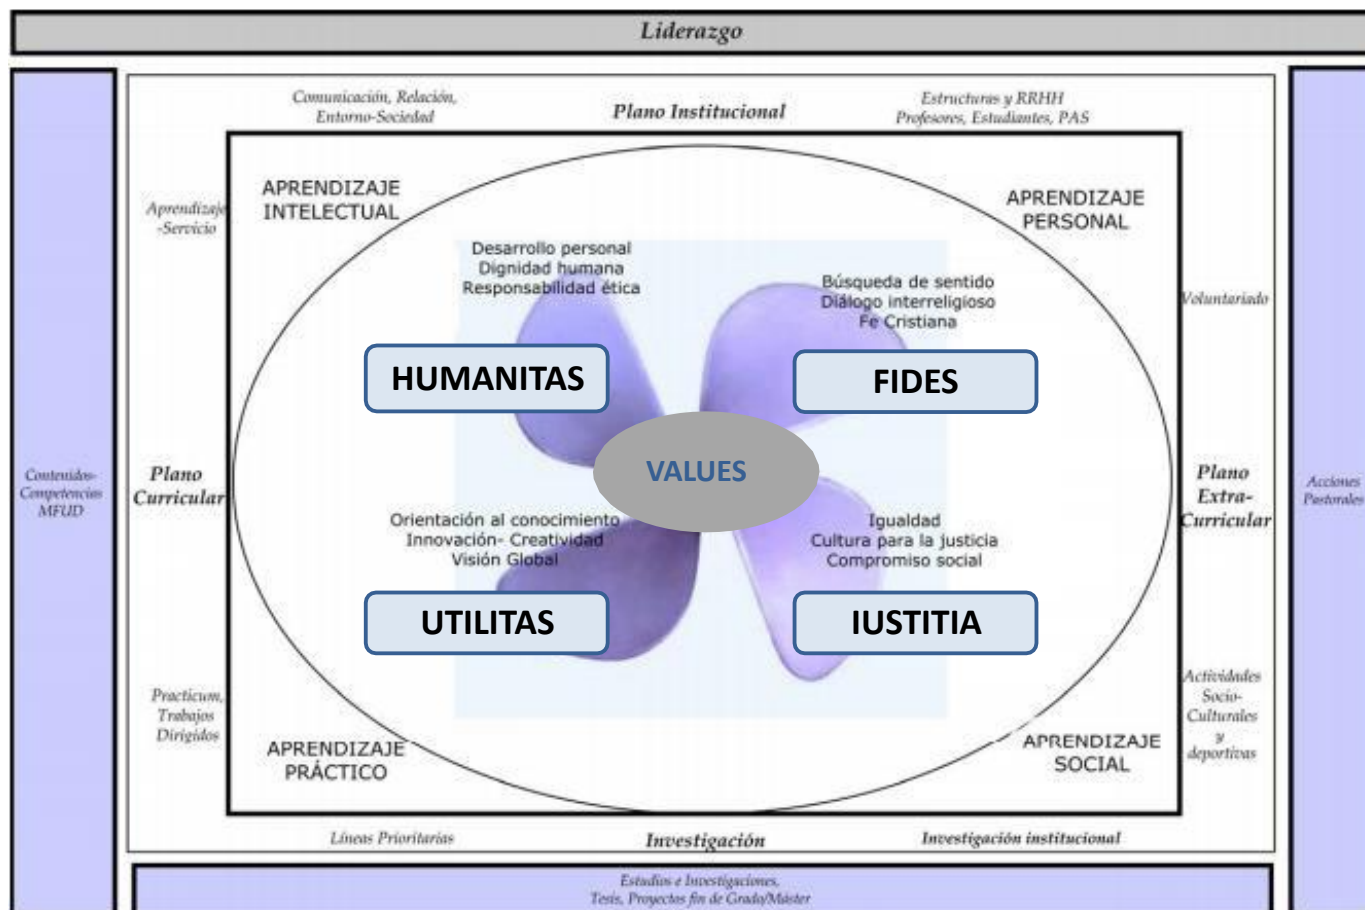 Liderazgo
Comunicación, Relación,
Entorno-Sociedad
Plano Institucional
Estructuras y RRHH
Profesores, Estudiantes, PAS
APRENDIZAJE
INTELECTUAL
APRENDIZAJE
PERSONAL
Aprendizaje
-Servicio
Desarrollo personal
Dignidad humana
Responsabilidad ética
Búsqueda de sentido
Diálogo interreligioso
Fe Cristiana
Voluntariado
HUMANITAS
FIDES
VALUES
Contenidos-
Competencias
MFUD
Plano
Curricular
Plano
Extra-
Curricular
Acciones
Pastorales
Orientación al conocimiento
Innovación- Creatividad
Visión Global
Igualdad
Cultura para la justicia
Compromiso social
UTILITAS
IUSTITIA
Practicum,
Trabajos
Dirigidos
Actividades
Socio-
Culturales
y
deportivas
APRENDIZAJE
PRÁCTICO
APRENDIZAJE
SOCIAL
Líneas Prioritarias
Investigación
Investigación institucional
Estudios e Investigaciones,
Tesis, Proyectos fin de Grado/Máster